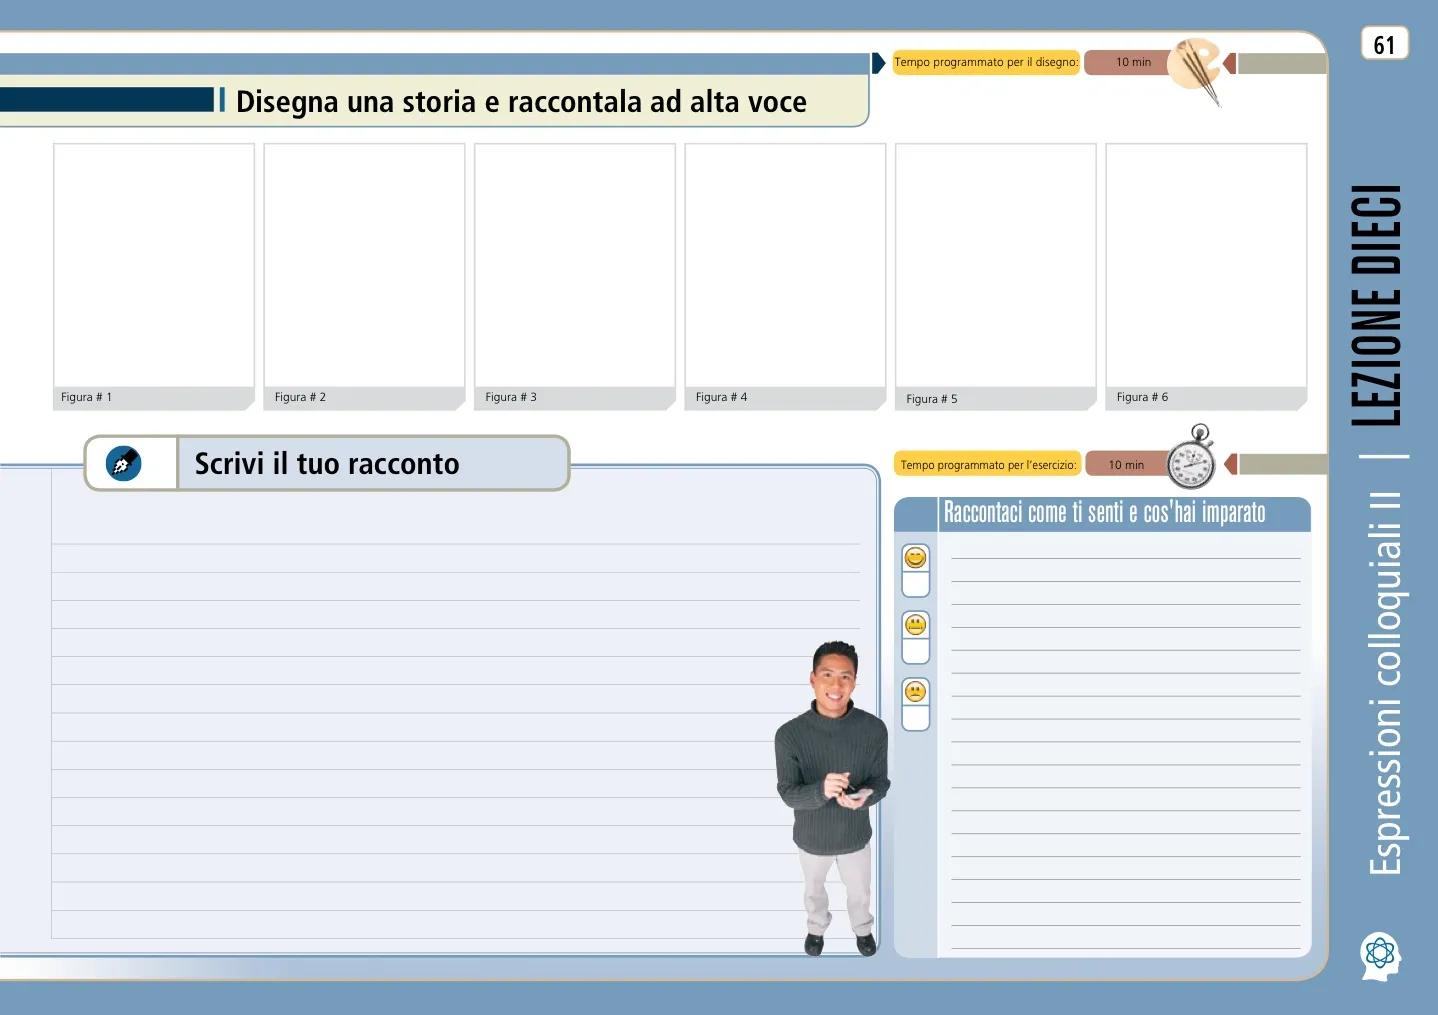 61
Tempo programmato per il disegno:
10 min
Disegna una storia e raccontala ad alta voce
Figura # 1
Figura # 2
Figura # 3
Figura # 4
Figura # 5
Figura # 6
Scrivi il tuo racconto
Tempo programmato per l'esercizio:
10 min
Raccontaci come ti senti e cos'hai imparato
Espressioni colloquiali II | LEZIONE DIECI